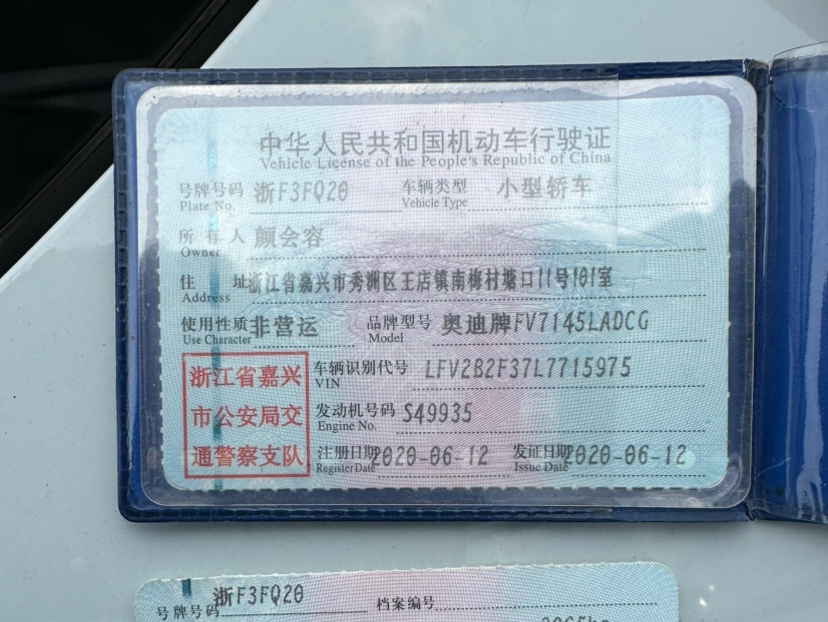 中华人民共和国机动车行驶证
Vehicle License of the People's Republic of China
号牌号码 浙F3FQ20 车辆类型 小型轿车
Plate No. Vehicle Type
所有人 颜会容
Owner
住址 浙江省嘉兴市秀洲区王店镇南梅村塘口11号101室
Address
使用性质 非营运 品牌型号 奥迪牌FV7145LADCG
Use Character Model
浙江省嘉兴 车辆识别代号 LFV2B2F37L7715975
VIN
市公安局交 发动机号码 S49935
Engine No.
通警察支队 注册日期 2020-06-12 发证日期 2020-06-12
Register Date Issue Date
号牌号码 浙F3FQ20 档案编号